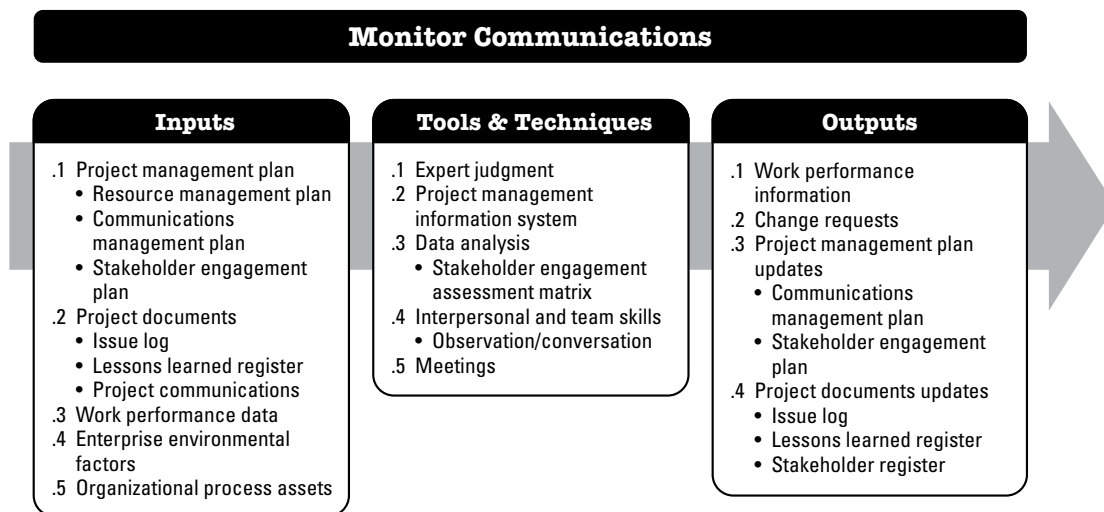 Monitor Communications
Inputs
.1 Project management plan
• Resource management plan
• Communications
management plan
• Stakeholder engagement
plan
.2 Project documents
• Issue log
• Lessons learned register
• Project communications
.3 Work performance data
.4 Enterprise environmental
factors
.5 Organizational process assets
Tools & Techniques
.1 Expert judgment
.2 Project management
information system
.3 Data analysis
• Stakeholder engagement
assessment matrix
.4 Interpersonal and team skills
• Observation/conversation
.5 Meetings
Outputs
.1 Work performance
information
.2 Change requests
.3 Project management plan
updates
• Communications
management plan
• Stakeholder engagement
plan
.4 Project documents updates
• Issue log
• Lessons learned register
• Stakeholder register